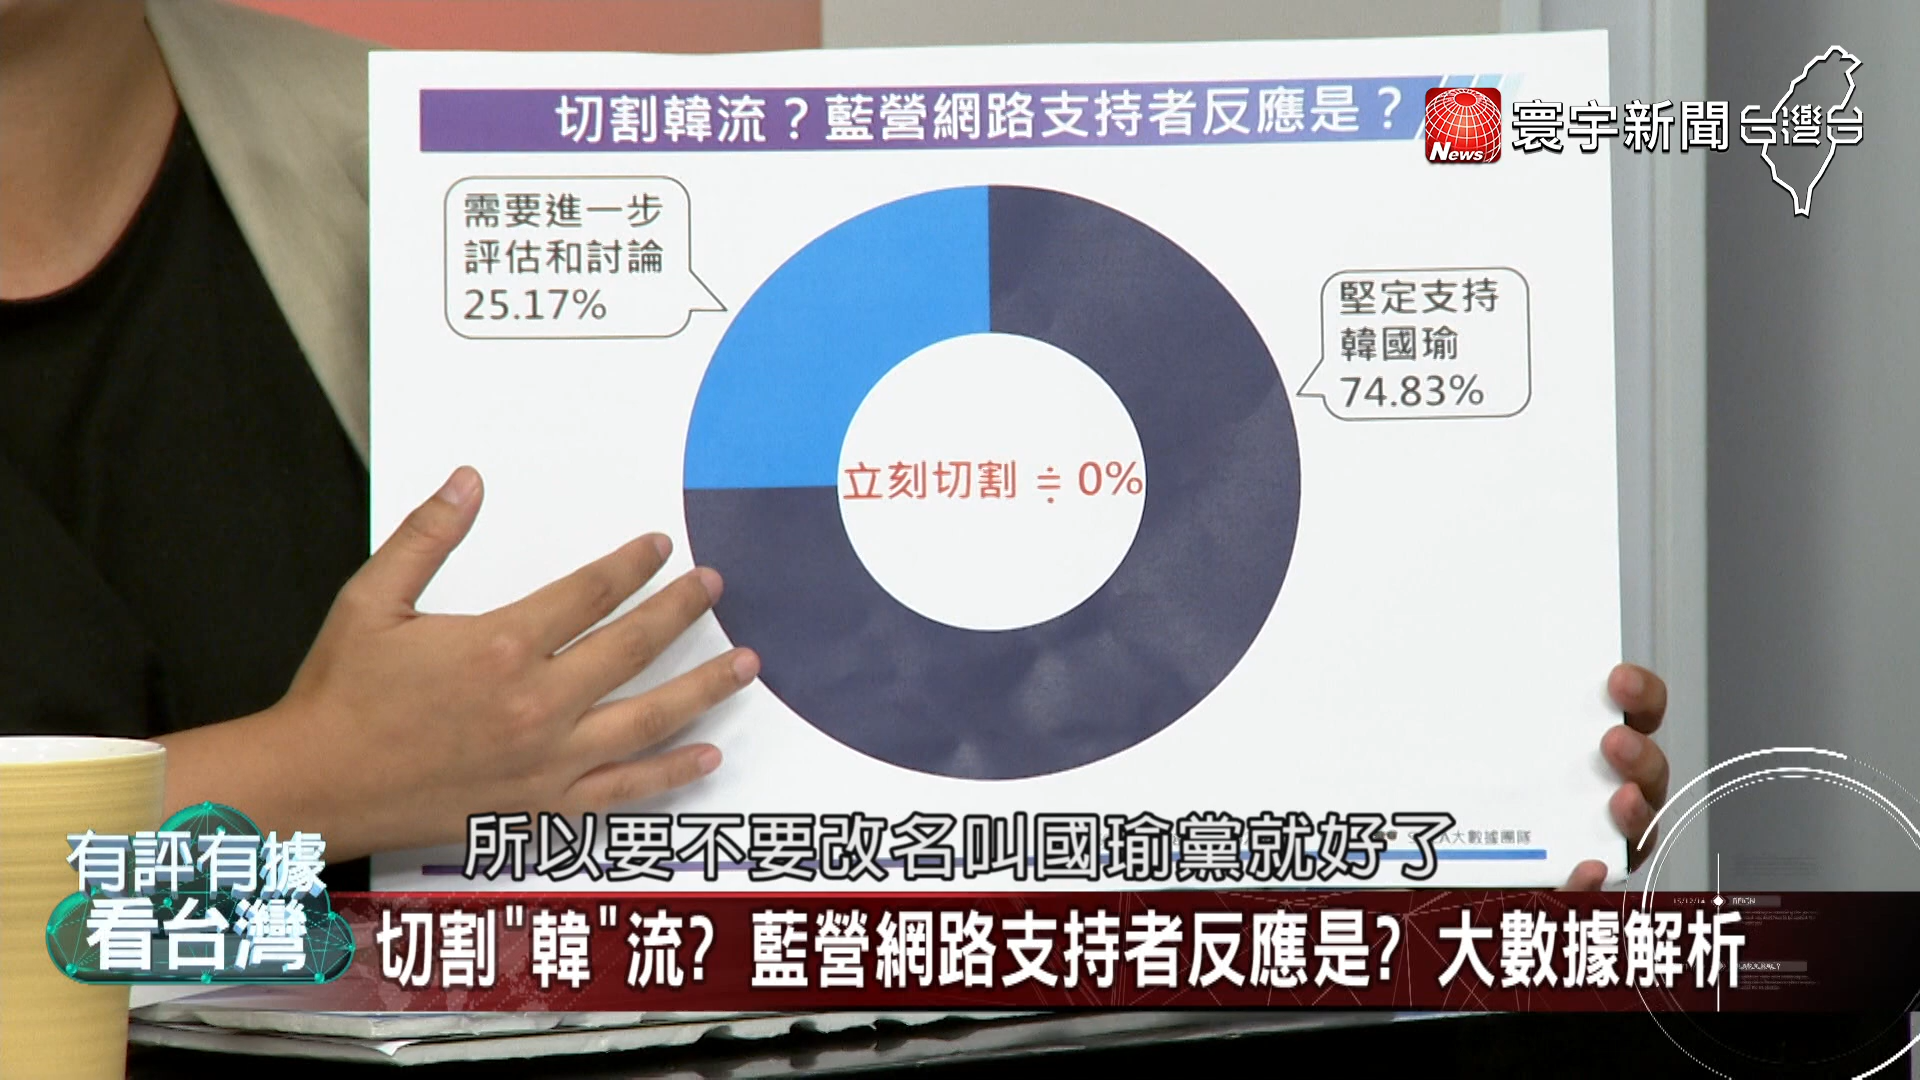 切割韓流？藍營網路支持者反應是？
News
寰宇新聞 台灣台
需要進一步
評估和討論
25.17%
堅定支持
韓國瑜
74.83%
立刻切割 ≒ 0%
大數據團隊
所以要不要改名叫國瑜黨就好了
有評有據
看台灣
切割"韓"流? 藍營網路支持者反應是? 大數據解析